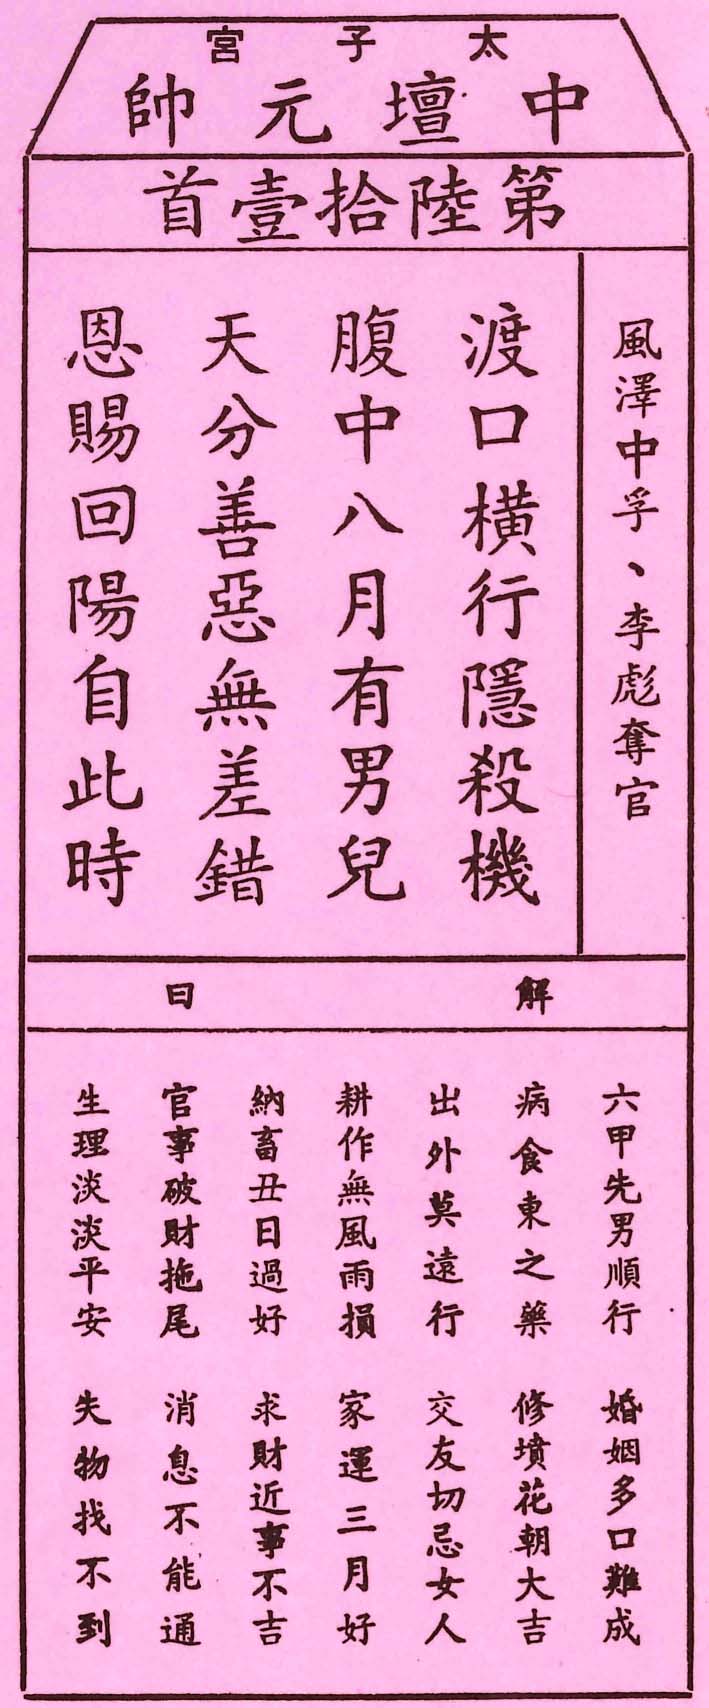 太子宮
中壇元帥
第陸拾壹首
風澤中孚、李彪奪官
渡口橫行隱殺機
腹中八月有男兒
天分善惡無差錯
恩賜回陽自此時
解曰
六甲先男順行
病食東之藥
出外莫遠行
耕作無風雨損
納畜丑日過好
官事破財拖尾
生理淡淡平安
婚姻多口難成
修墳花朝大吉
交友切忌女人
家運三月好
求財近事不吉
消息不能通
失物找不到